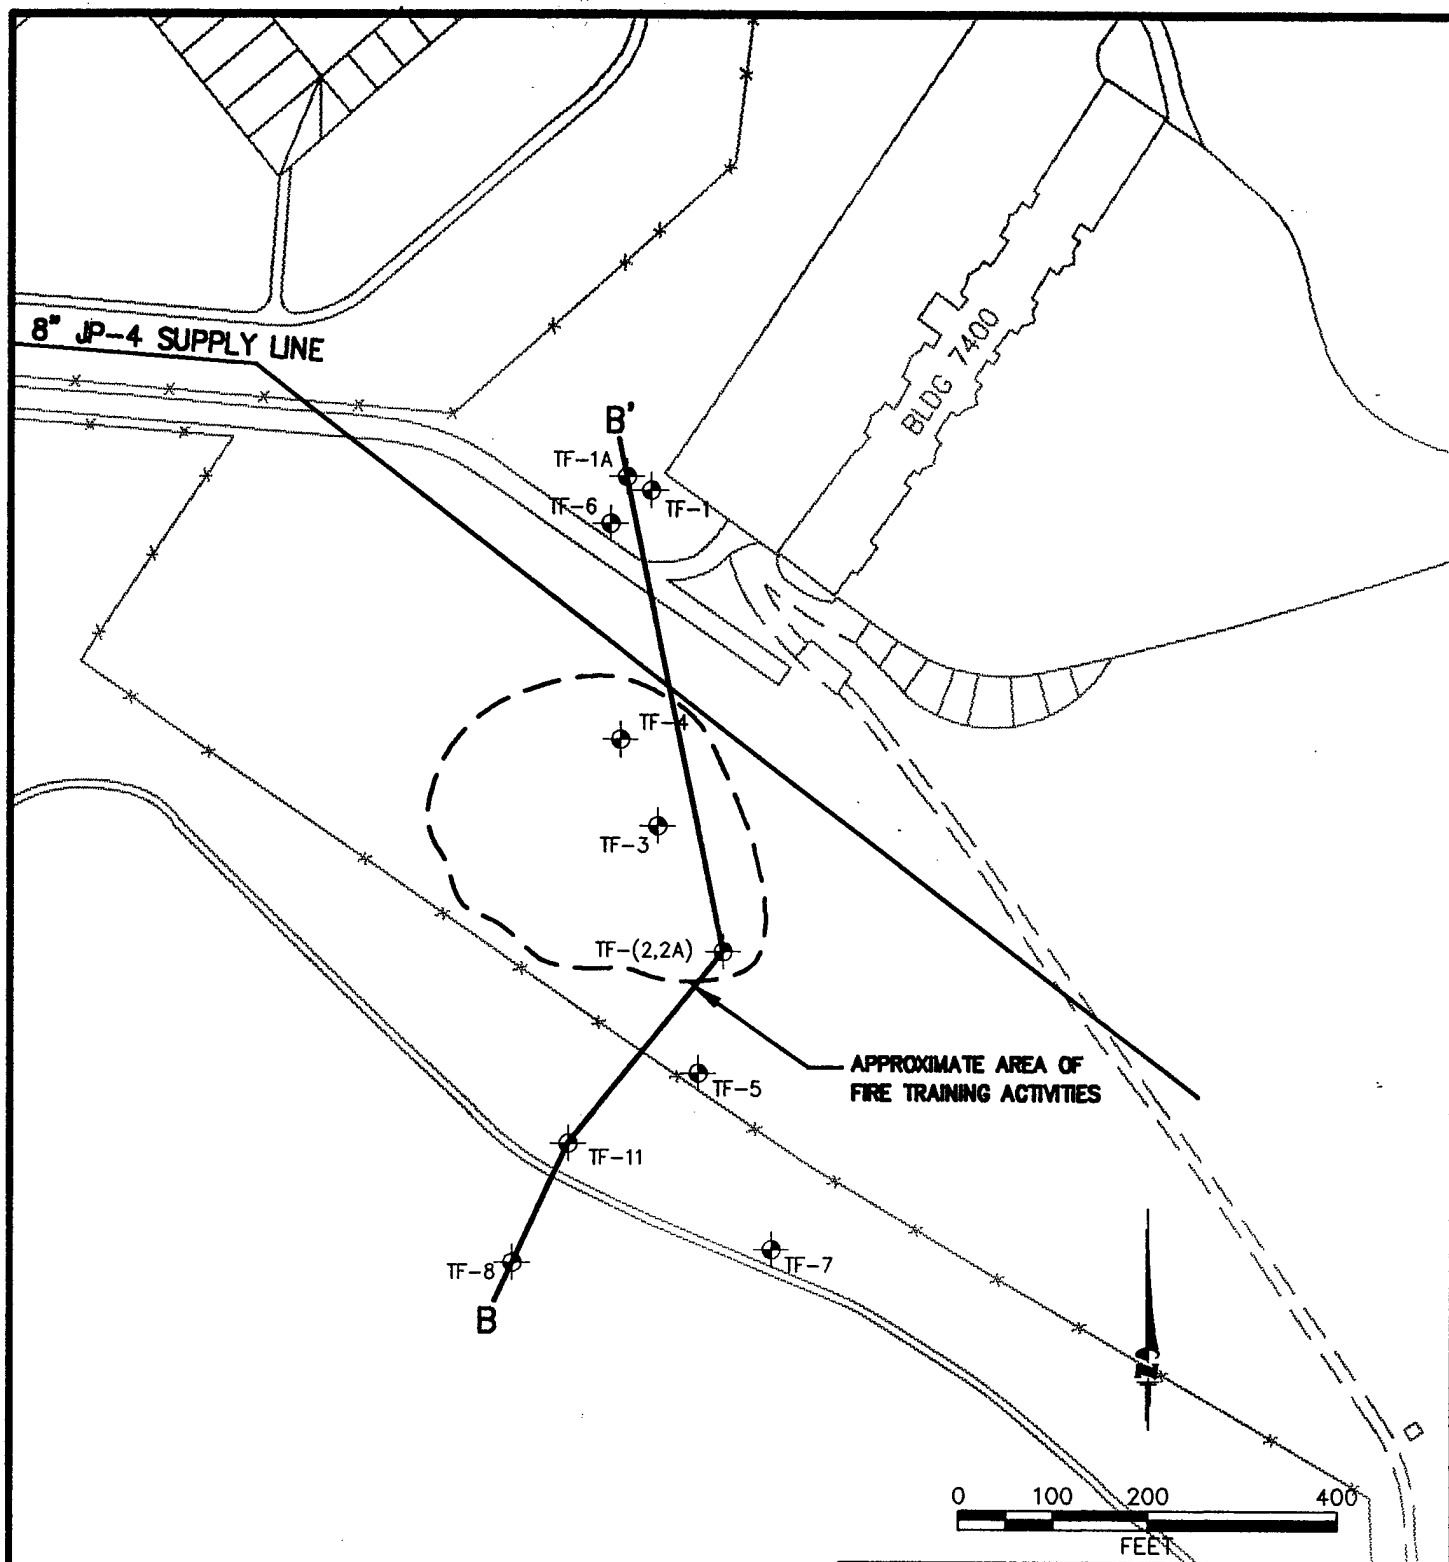 8" JP-4 SUPPLY LINE
BLDG 7400
B'
TF-1A
TF-1
TF-6
TF-4
TF-3
TF-(2,2A)
APPROXIMATE AREA OF
FIRE TRAINING ACTIVITIES
TF-5
TF-11
TF-7
TF-8
B
N
0 100 200 400
FEET